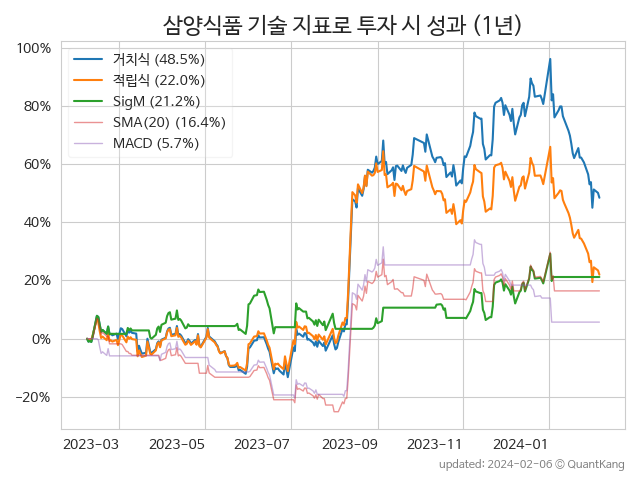 삼양식품 기술 지표로 투자 시 성과 (1년)
100%
80%
60%
40%
20%
0%
−20%
거치식 (48.5%)
적립식 (22.0%)
SigM (21.2%)
SMA(20) (16.4%)
MACD (5.7%)
2023-03 2023-05 2023-07 2023-09 2023-11 2024-01
updated: 2024-02-06 © QuantKang